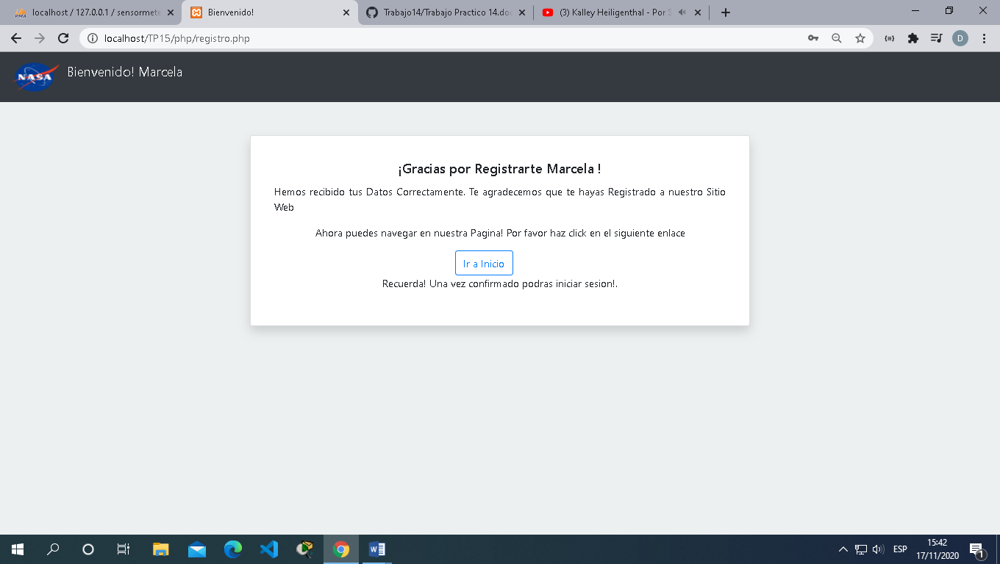 localhost / 127.0.0.1 / sensormete
Bienvenido!
Trabajo14/Trabajo Practico 14.doc
(3) Kalley Heiligenthal - Por S
localhost/TP15/php/registro.php
D
NASA
Bienvenido! Marcela
¡Gracias por Registrarte Marcela !
Hemos recibido tus Datos Correctamente. Te agradecemos que te hayas Registrado a nuestro Sitio
Web
Ahora puedes navegar en nuestra Pagina! Por favor haz click en el siguiente enlace
Ir a Inicio
Recuerda! Una vez confirmado podras iniciar sesion!.
ESP
15:42
17/11/2020
1